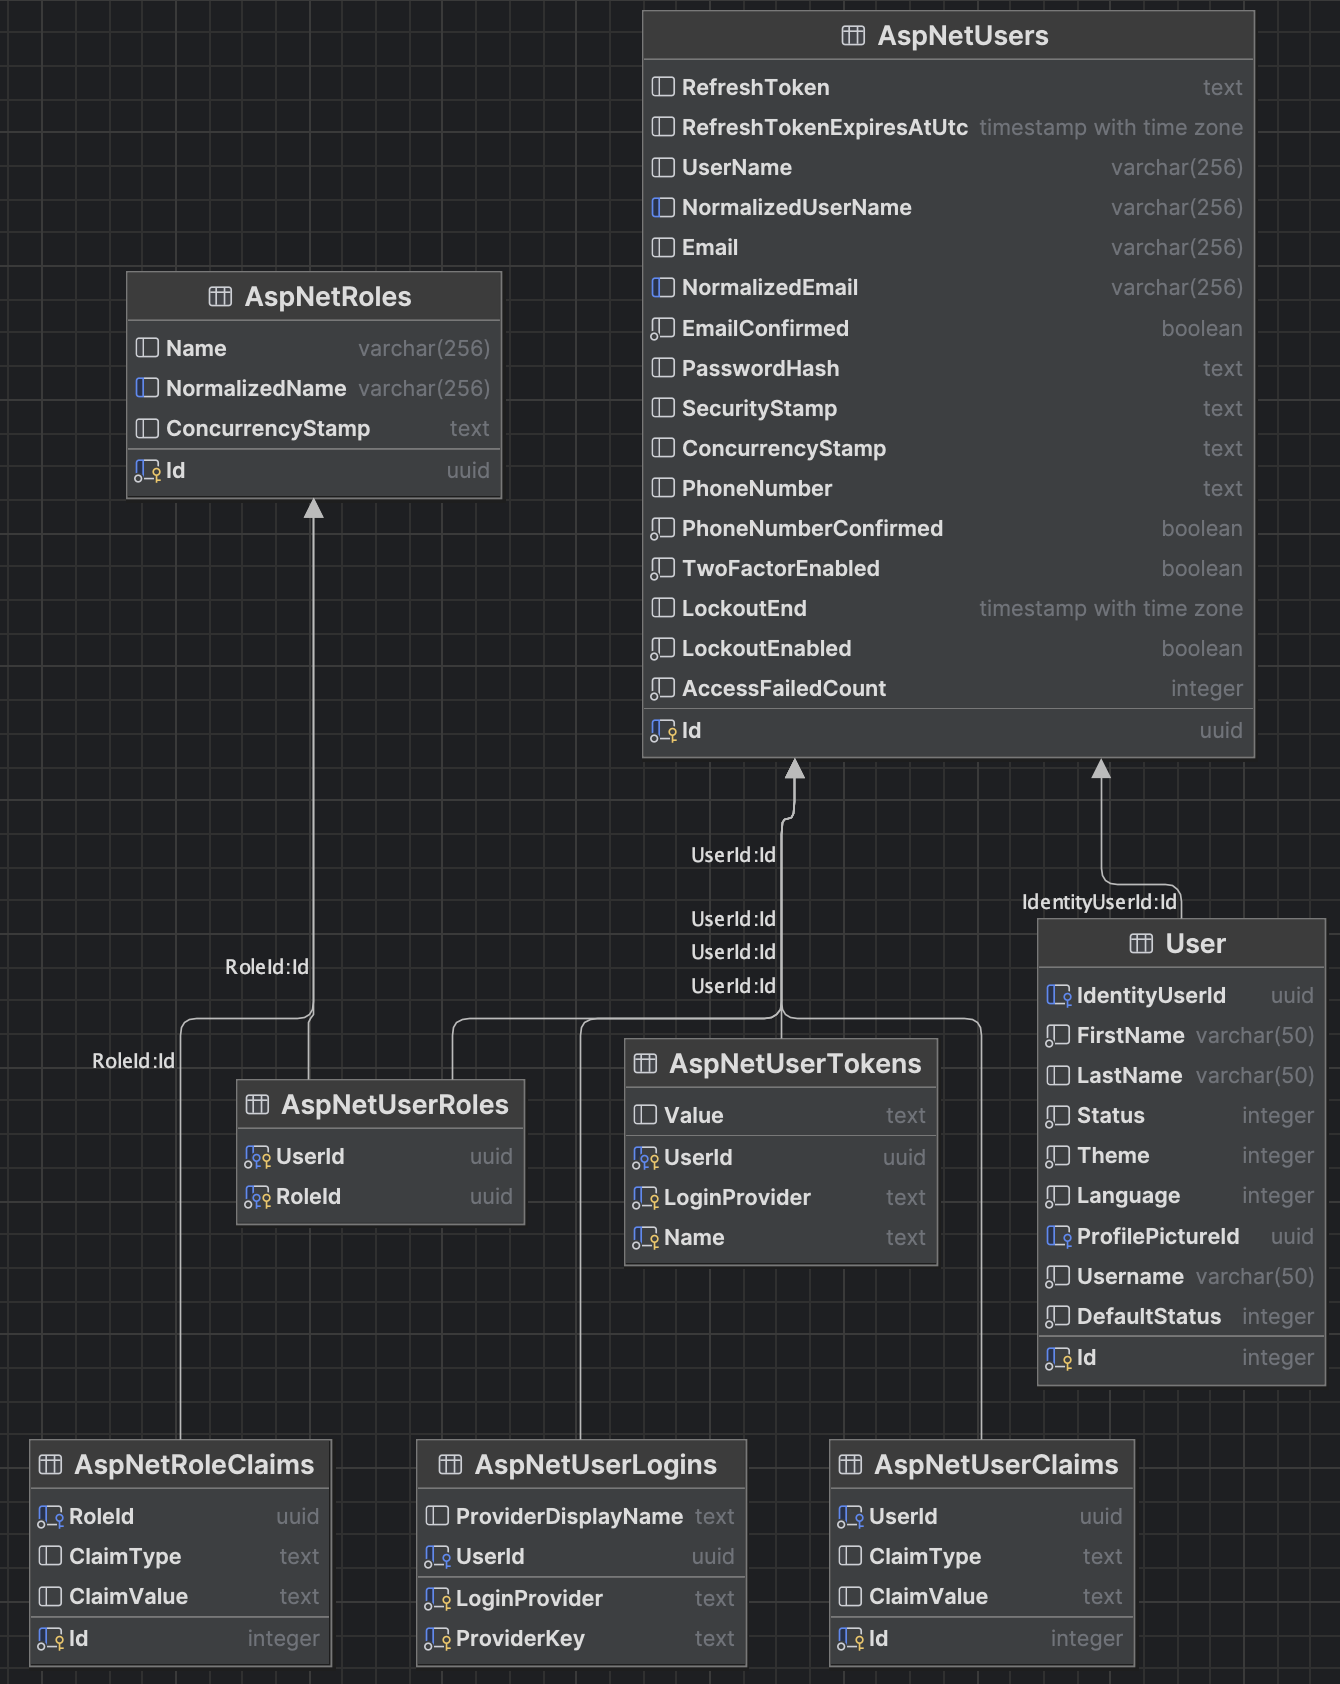 AspNetUsers
RefreshToken text
RefreshTokenExpiresAtUtc timestamp with time zone
UserName varchar(256)
NormalizedUserName varchar(256)
Email varchar(256)
NormalizedEmail varchar(256)
EmailConfirmed boolean
PasswordHash text
SecurityStamp text
ConcurrencyStamp text
PhoneNumber text
PhoneNumberConfirmed boolean
TwoFactorEnabled boolean
LockoutEnd timestamp with time zone
LockoutEnabled boolean
AccessFailedCount integer
Id uuid
AspNetRoles
Name varchar(256)
NormalizedName varchar(256)
ConcurrencyStamp text
Id uuid
UserId:Id
UserId:Id
UserId:Id
UserId:Id
IdentityUserId:Id
RoleId:Id
RoleId:Id
User
IdentityUserId uuid
FirstName varchar(50)
LastName varchar(50)
Status integer
Theme integer
Language integer
ProfilePictureId uuid
Username varchar(50)
DefaultStatus integer
Id integer
AspNetUserRoles
UserId uuid
RoleId uuid
AspNetUserTokens
Value text
UserId uuid
LoginProvider text
Name text
AspNetRoleClaims
RoleId uuid
ClaimType text
ClaimValue text
Id integer
AspNetUserLogins
ProviderDisplayName text
UserId uuid
LoginProvider text
ProviderKey text
AspNetUserClaims
UserId uuid
ClaimType text
ClaimValue text
Id integer